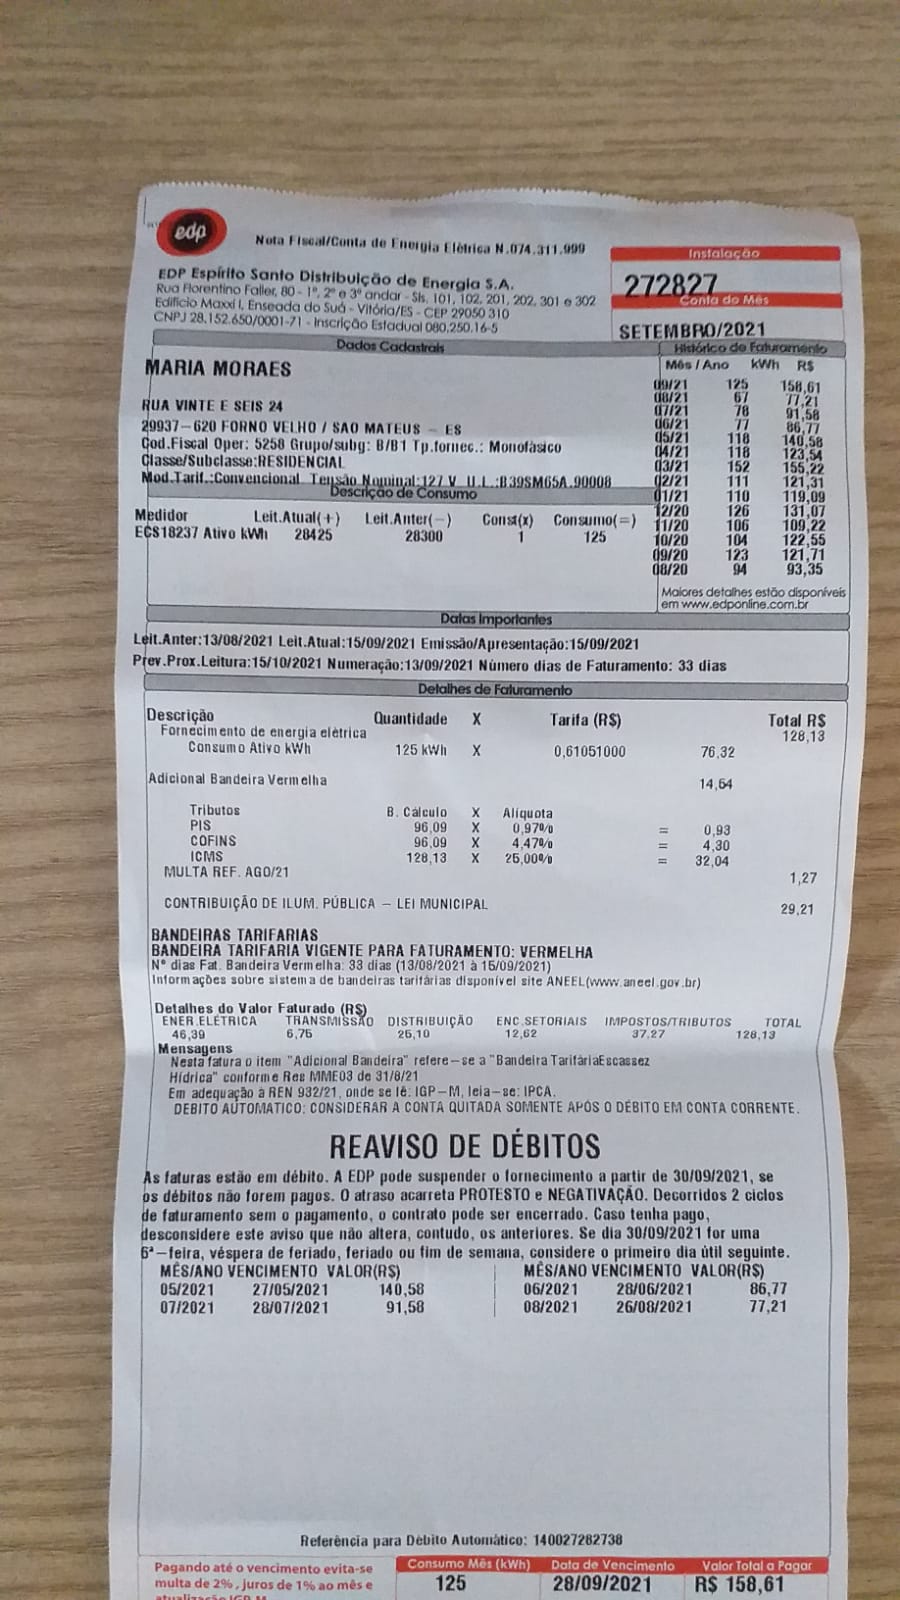 edp
Nota Fiscal/Conta de Energia Elétrica N.074.311.999
EDP Espírito Santo Distribuição de Energia S.A.
Rua Florentino Faller, 80 - 1º, 2º e 3º andar - Sls. 101, 102, 201, 202, 301 e 302
Edifício Maxxi I, Enseada do Suá - Vitória/ES - CEP 29050 310
CNPJ 28.152.650/0001-71 - Inscrição Estadual 080.250.16-5
Instalação
272827
Conta do Mês
SETEMBRO/2021
Dados Cadastrais
MARIA MORAES
RUA VINTE E SEIS 24
29937-620 FORNO VELHO / SAO MATEUS - ES
Cod.Fiscal Oper: 5258 Grupo/subg: B/B1 Tp.fornec.: Monofàsico
Classe/Subclasse:RESIDENCIAL
Mod.Tarif.:Convencional Tensão Nominal:127 V U.L.:B39SM65A.90008
Histórico de Faturamento
Mês / Ano kWh R$
09/21 125 158,61
08/21 67 77,21
07/21 78 91,58
06/21 77 86,77
05/21 118 140,58
04/21 118 123,54
03/21 152 155,22
02/21 111 121,31
01/21 110 119,09
12/20 126 131,07
11/20 106 109,22
10/20 104 122,55
09/20 123 121,71
08/20 94 93,35
Maiores detalhes estão disponíveis
em www.edponline.com.br
Descrição de Consumo
Medidor Leit.Atual(+) Leit.Anter(-) Const(x) Consumo(=)
ECS18237 Ativo kWh 28425 28300 1 125
Datas Importantes
Leit.Anter:13/08/2021 Leit.Atual:15/09/2021 Emissão/Apresentação:15/09/2021
Prev.Prox.Leitura:15/10/2021 Numeração:13/09/2021 Número dias de Faturamento: 33 dias
Detalhes de Faturamento
Descrição Quantidade X Tarifa (R$) Total R$
Fornecimento de energia elétrica 128,13
Consumo Ativo kWh 125 kWh X 0,61051000 76,32
Adicional Bandeira Vermelha 14,54
Tributos B. Cálculo X Alíquota
PIS 96,09 X 0,97% = 0,93
COFINS 96,09 X 4,47% = 4,30
ICMS 128,13 X 25,00% = 32,04
MULTA REF. AGO/21 1,27
CONTRIBUIÇÃO DE ILUM. PÚBLICA - LEI MUNICIPAL 29,21
BANDEIRAS TARIFARIAS
BANDEIRA TARIFARIA VIGENTE PARA FATURAMENTO: VERMELHA
Nº dias Fat. Bandeira Vermelha: 33 dias (13/08/2021 à 15/09/2021)
Informações sobre sistema de bandeiras tarifárias disponível site ANEEL(www.aneel.gov.br)
Detalhes do Valor Faturado (R$)
ENER.ELÉTRICA TRANSMISSÃO DISTRIBUIÇÃO ENC.SETORIAIS IMPOSTOS/TRIBUTOS TOTAL
46,39 6,75 25,10 12,62 37,27 128,13
Mensagens
Nesta fatura o item "Adicional Bandeira" refere-se a "Bandeira TarifáriaEscassez
Hídrica" conforme Res MME03 de 31/8/21
Em adequação à REN 932/21, onde se lê: IGP-M, leia-se: IPCA.
DEBITO AUTOMATICO: CONSIDERAR A CONTA QUITADA SOMENTE APÓS O DÉBITO EM CONTA CORRENTE.
REAVISO DE DÉBITOS
As faturas estão em débito. A EDP pode suspender o fornecimento a partir de 30/09/2021, se
os débitos não forem pagos. O atraso acarreta PROTESTO e NEGATIVAÇÃO. Decorridos 2 ciclos
de faturamento sem o pagamento, o contrato pode ser encerrado. Caso tenha pago,
desconsidere este aviso que não altera, contudo, os anteriores. Se dia 30/09/2021 for uma
6ª-feira, véspera de feriado, feriado ou fim de semana, considere o primeiro dia útil seguinte.
MÊS/ANO VENCIMENTO VALOR(R$) MÊS/ANO VENCIMENTO VALOR(R$)
05/2021 27/05/2021 140,58 06/2021 28/06/2021 86,77
07/2021 28/07/2021 91,58 08/2021 26/08/2021 77,21
Referência para Débito Automático: 140027262738
Pagando até o vencimento evita-se
multa de 2%, juros de 1% ao mês e
atualização IGP-M
Consumo Mês (kWh) Data de Vencimento Valor Total a Pagar
125 28/09/2021 R$ 158,61